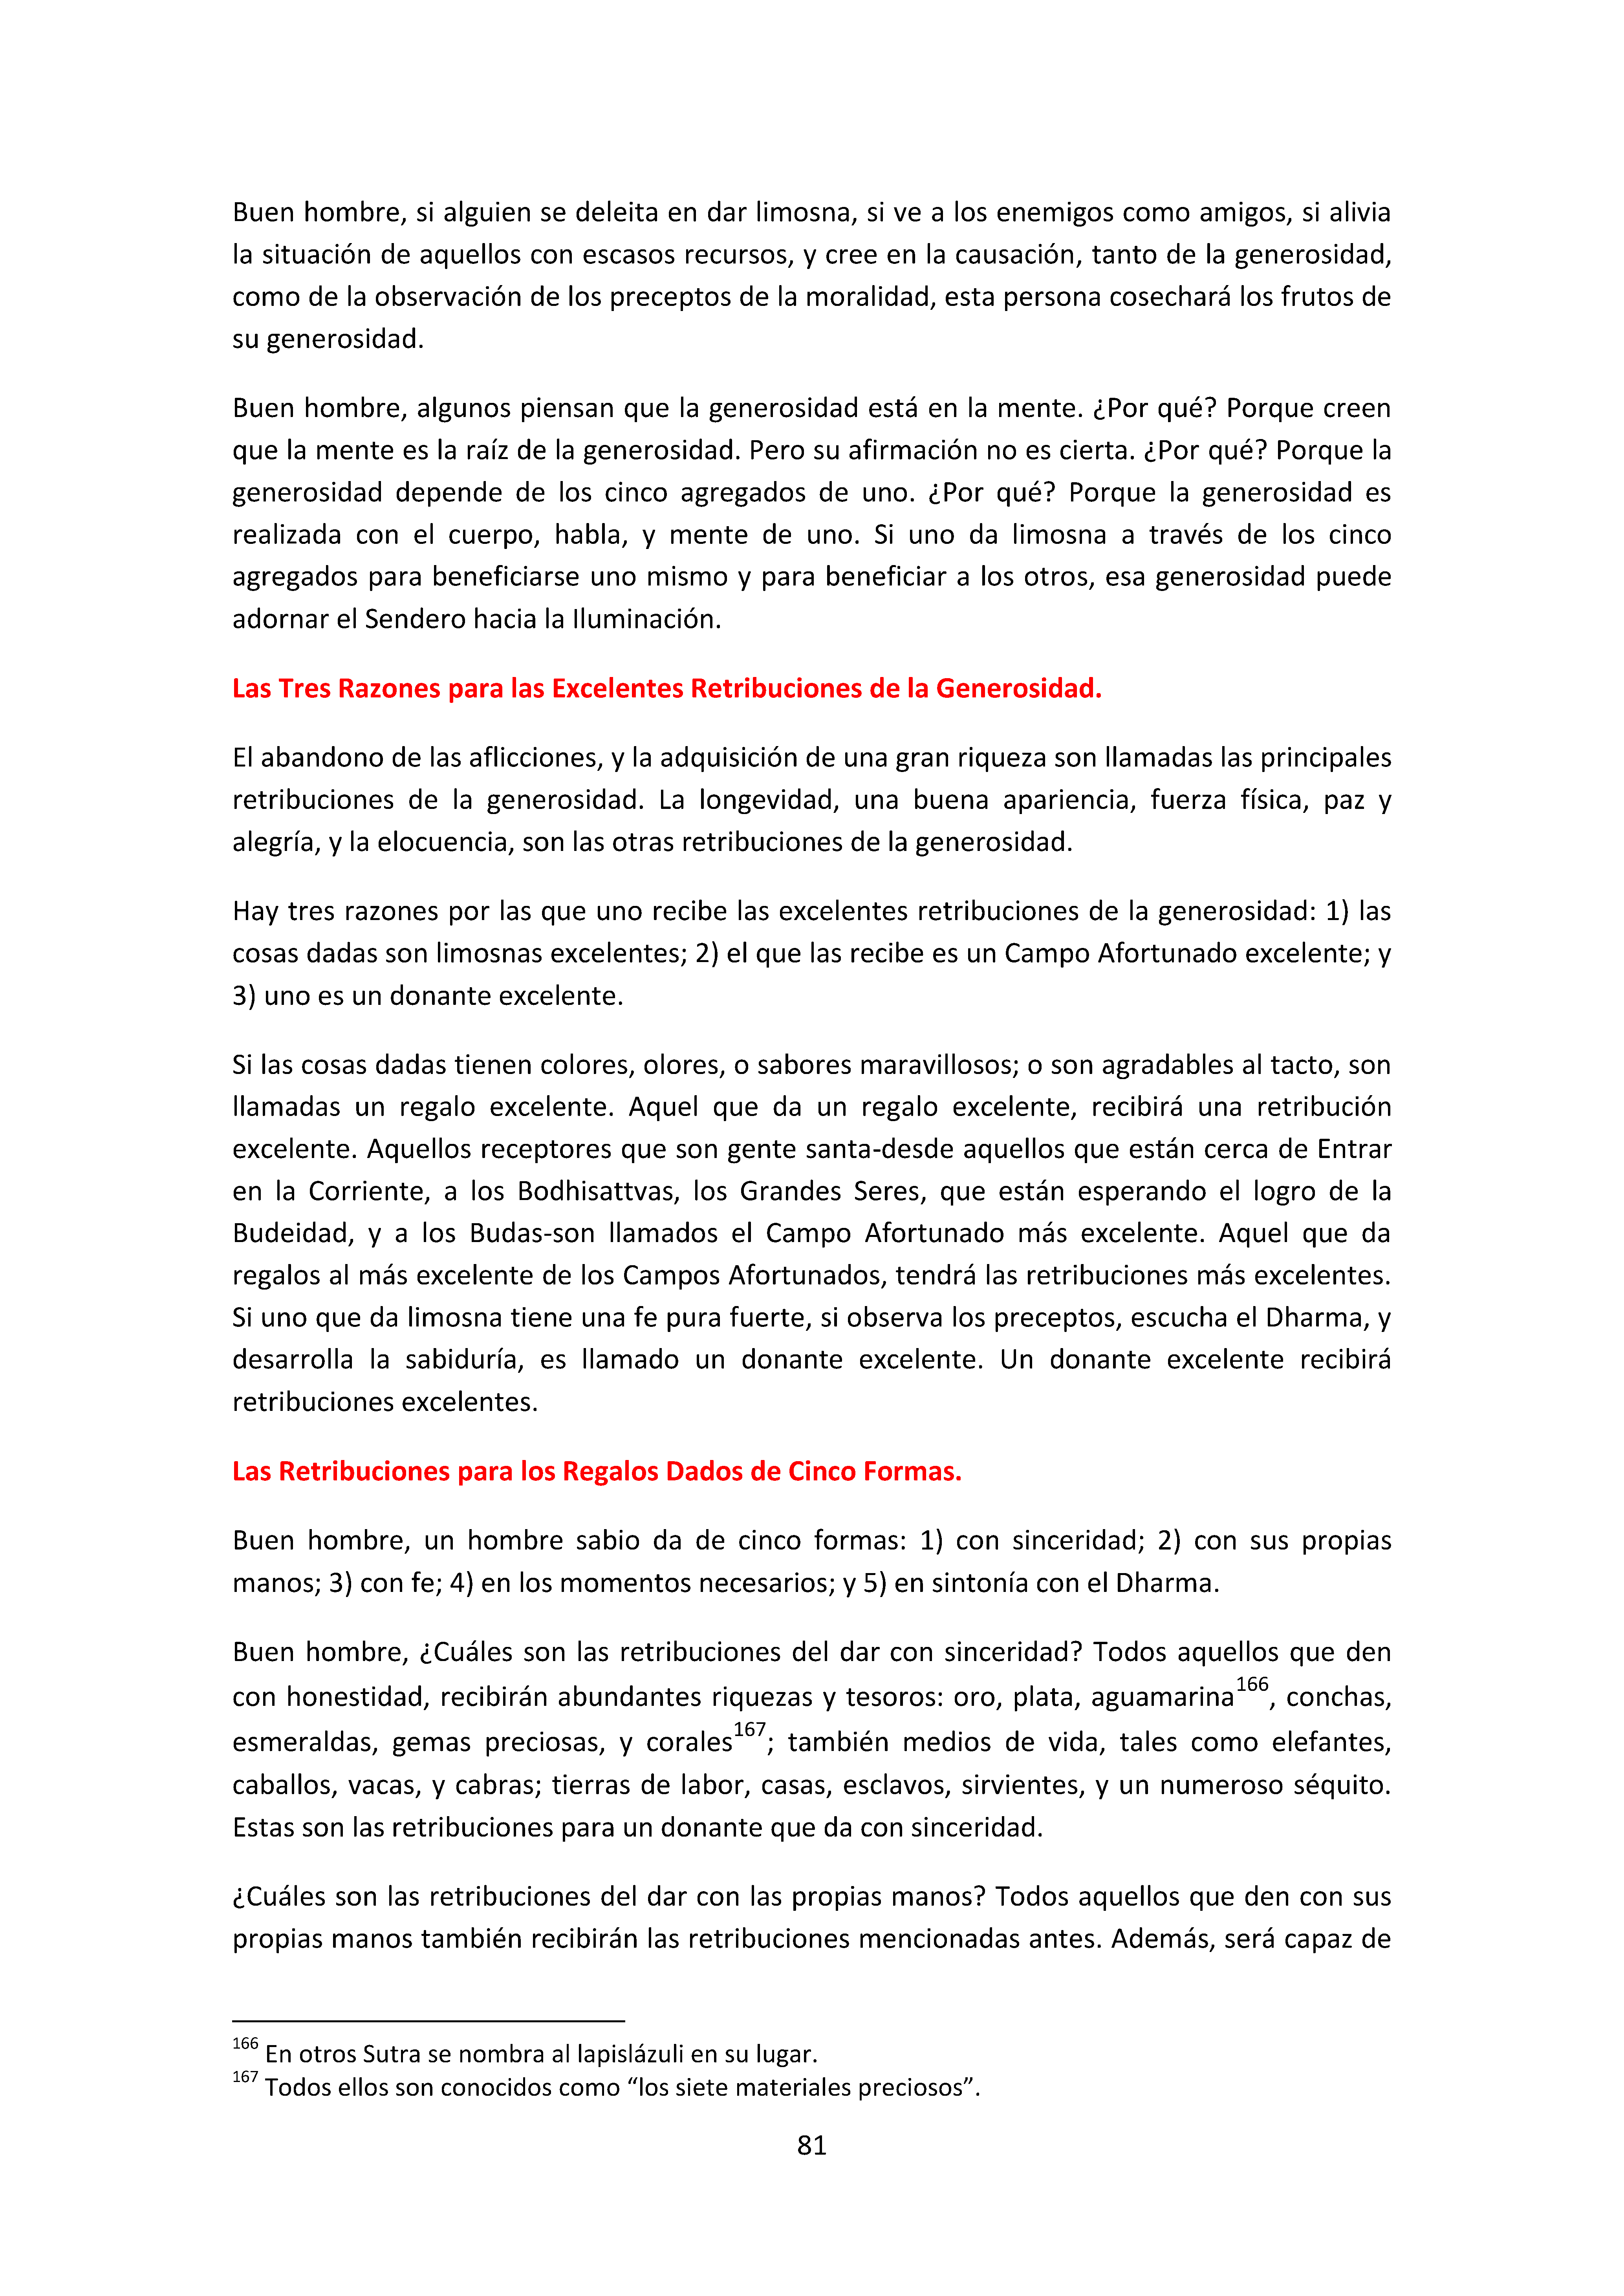 Buen hombre, si alguien se deleita en dar limosna, si ve a los enemigos como amigos, si alivia
la situación de aquellos con escasos recursos, y cree en la causación, tanto de la generosidad,
como de la observación de los preceptos de la moralidad, esta persona cosechará los frutos de
su generosidad.
Buen hombre, algunos piensan que la generosidad está en la mente. ¿Por qué? Porque creen
que la mente es la raíz de la generosidad. Pero su afirmación no es cierta. ¿Por qué? Porque la
generosidad depende de los cinco agregados de uno. ¿Por qué? Porque la generosidad es
realizada con el cuerpo, habla, y mente de uno. Si uno da limosna a través de los cinco
agregados para beneficiarse uno mismo y para beneficiar a los otros, esa generosidad puede
adornar el Sendero hacia la Iluminación.
Las Tres Razones para las Excelentes Retribuciones de la Generosidad.
El abandono de las aflicciones, y la adquisición de una gran riqueza son llamadas las principales
retribuciones de la generosidad. La longevidad, una buena apariencia, fuerza física, paz y
alegría, y la elocuencia, son las otras retribuciones de la generosidad.
Hay tres razones por las que uno recibe las excelentes retribuciones de la generosidad: 1) las
cosas dadas son limosnas excelentes; 2) el que las recibe es un Campo Afortunado excelente; y
3) uno es un donante excelente.
Si las cosas dadas tienen colores, olores, o sabores maravillosos; o son agradables al tacto, son
llamadas un regalo excelente. Aquel que da un regalo excelente, recibirá una retribución
excelente. Aquellos receptores que son gente santa-desde aquellos que están cerca de Entrar
en la Corriente, a los Bodhisattvas, los Grandes Seres, que están esperando el logro de la
Budeidad, y a los Budas-son llamados el Campo Afortunado más excelente. Aquel que da
regalos al más excelente de los Campos Afortunados, tendrá las retribuciones más excelentes.
Si uno que da limosna tiene una fe pura fuerte, si observa los preceptos, escucha el Dharma, y
desarrolla la sabiduría, es llamado un donante excelente. Un donante excelente recibirá
retribuciones excelentes.
Las Retribuciones para los Regalos Dados de Cinco Formas.
Buen hombre, un hombre sabio da de cinco formas: 1) con sinceridad; 2) con sus propias
manos; 3) con fe; 4) en los momentos necesarios; y 5) en sintonía con el Dharma.
Buen hombre, ¿Cuáles son las retribuciones del dar con sinceridad? Todos aquellos que den
con honestidad, recibirán abundantes riquezas y tesoros: oro, plata, aguamarina166, conchas,
esmeraldas, gemas preciosas, y corales167; también medios de vida, tales como elefantes,
caballos, vacas, y cabras; tierras de labor, casas, esclavos, sirvientes, y un numeroso séquito.
Estas son las retribuciones para un donante que da con sinceridad.
¿Cuáles son las retribuciones del dar con las propias manos? Todos aquellos que den con sus
propias manos también recibirán las retribuciones mencionadas antes. Además, será capaz de
166 En otros Sutra se nombra al lapislázuli en su lugar.
167 Todos ellos son conocidos como “los siete materiales preciosos”.
81